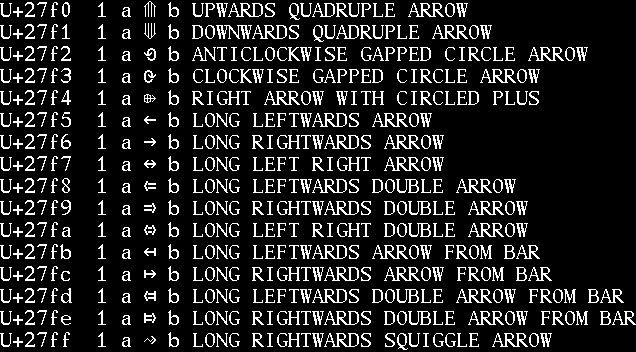 U+27f0  1 a ⟰ b UPWARDS QUADRUPLE ARROW
U+27f1  1 a ⟱ b DOWNWARDS QUADRUPLE ARROW
U+27f2  1 a ⟲ b ANTICLOCKWISE GAPPED CIRCLE ARROW
U+27f3  1 a ⟳ b CLOCKWISE GAPPED CIRCLE ARROW
U+27f4  1 a ⟴ b RIGHT ARROW WITH CIRCLED PLUS
U+27f5  1 a ⟵ b LONG LEFTWARDS ARROW
U+27f6  1 a ⟶ b LONG RIGHTWARDS ARROW
U+27f7  1 a ⟷ b LONG LEFT RIGHT ARROW
U+27f8  1 a ⟸ b LONG LEFTWARDS DOUBLE ARROW
U+27f9  1 a ⟹ b LONG RIGHTWARDS DOUBLE ARROW
U+27fa  1 a ⟺ b LONG LEFT RIGHT DOUBLE ARROW
U+27fb  1 a ⟻ b LONG LEFTWARDS ARROW FROM BAR
U+27fc  1 a ⟼ b LONG RIGHTWARDS ARROW FROM BAR
U+27fd  1 a ⟽ b LONG LEFTWARDS DOUBLE ARROW FROM BAR
U+27fe  1 a ⟾ b LONG RIGHTWARDS DOUBLE ARROW FROM BAR
U+27ff  1 a ⟿ b LONG RIGHTWARDS SQUIGGLE ARROW